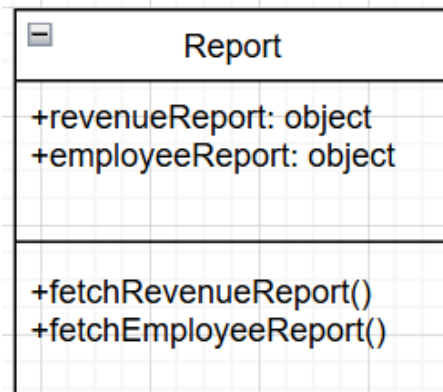 Report
+revenueReport: object
+employeeReport: object
+fetchRevenueReport()
+fetchEmployeeReport()